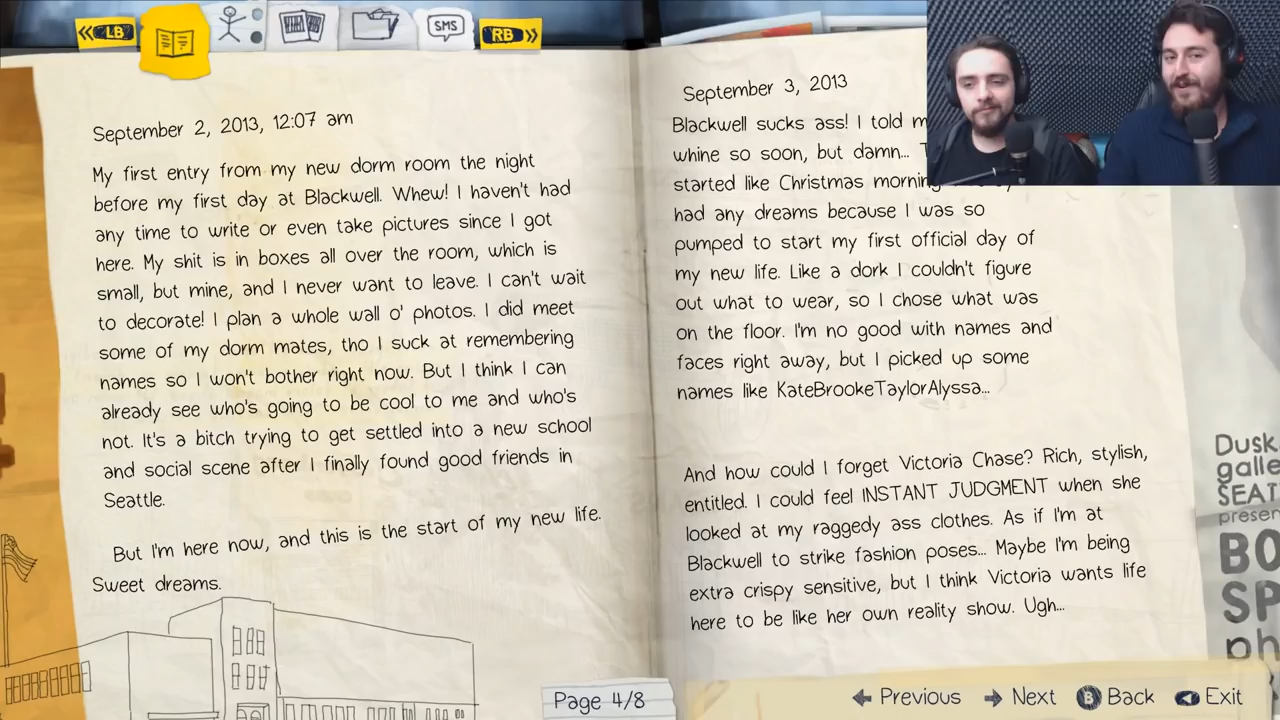 LB
SMS
RB
September 2, 2013, 12:07 am
My first entry from my new dorm room the night
before my first day at Blackwell. Whew! I haven't had
any time to write or even take pictures since I got
here. My shit is in boxes all over the room, which is
small, but mine, and I never want to leave. I can't wait
to decorate! I plan a whole wall o' photos. I did meet
some of my dorm mates, tho I suck at remembering
names so I won't bother right now. But I think I can
already see who's going to be cool to me and who's
not. It's a bitch trying to get settled into a new school
and social scene after I finally found good friends in
Seattle.
But I'm here now, and this is the start of my new life.
Sweet dreams.
September 3, 2013
Blackwell sucks ass! I told
whine so soon, but damn...
started like Christmas morning
had any dreams because I was so
pumped to start my first official day of
my new life. Like a dork I couldn't figure
out what to wear, so I chose what was
on the floor. I'm no good with names and
faces right away, but I picked up some
names like KateBrookeTaylorAlyssa...
And how could I forget Victoria Chase? Rich, stylish,
entitled. I could feel INSTANT JUDGMENT when she
looked at my raggedy ass clothes. As if I'm at
Blackwell to strike fashion poses... Maybe I'm being
extra crispy sensitive, but I think Victoria wants life
here to be like her own reality show. Ugh...
Dusk
galle
SEAT
presen
BO
SP
ph
Page 4/8
Previous
Next
B Back
Exit